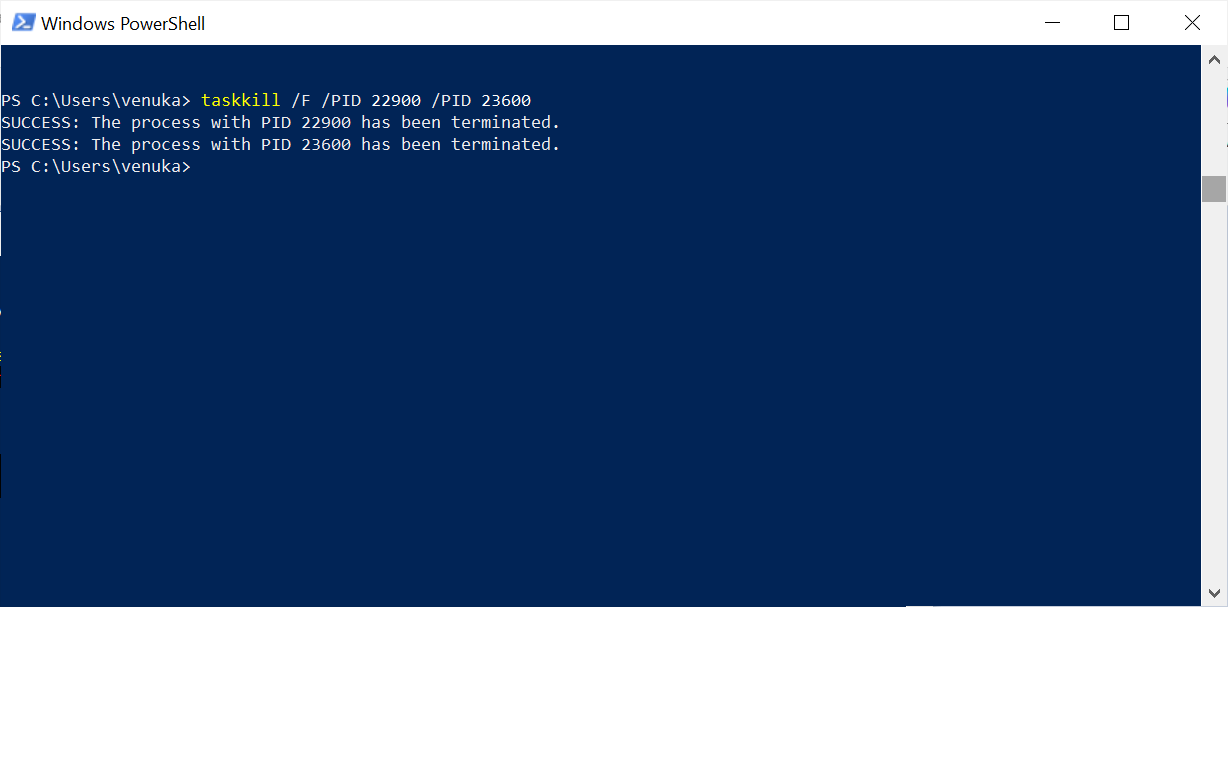 Windows PowerShell
PS C:\Users\venuka> taskkill /F /PID 22900 /PID 23600
SUCCESS: The process with PID 22900 has been terminated.
SUCCESS: The process with PID 23600 has been terminated.
PS C:\Users\venuka>